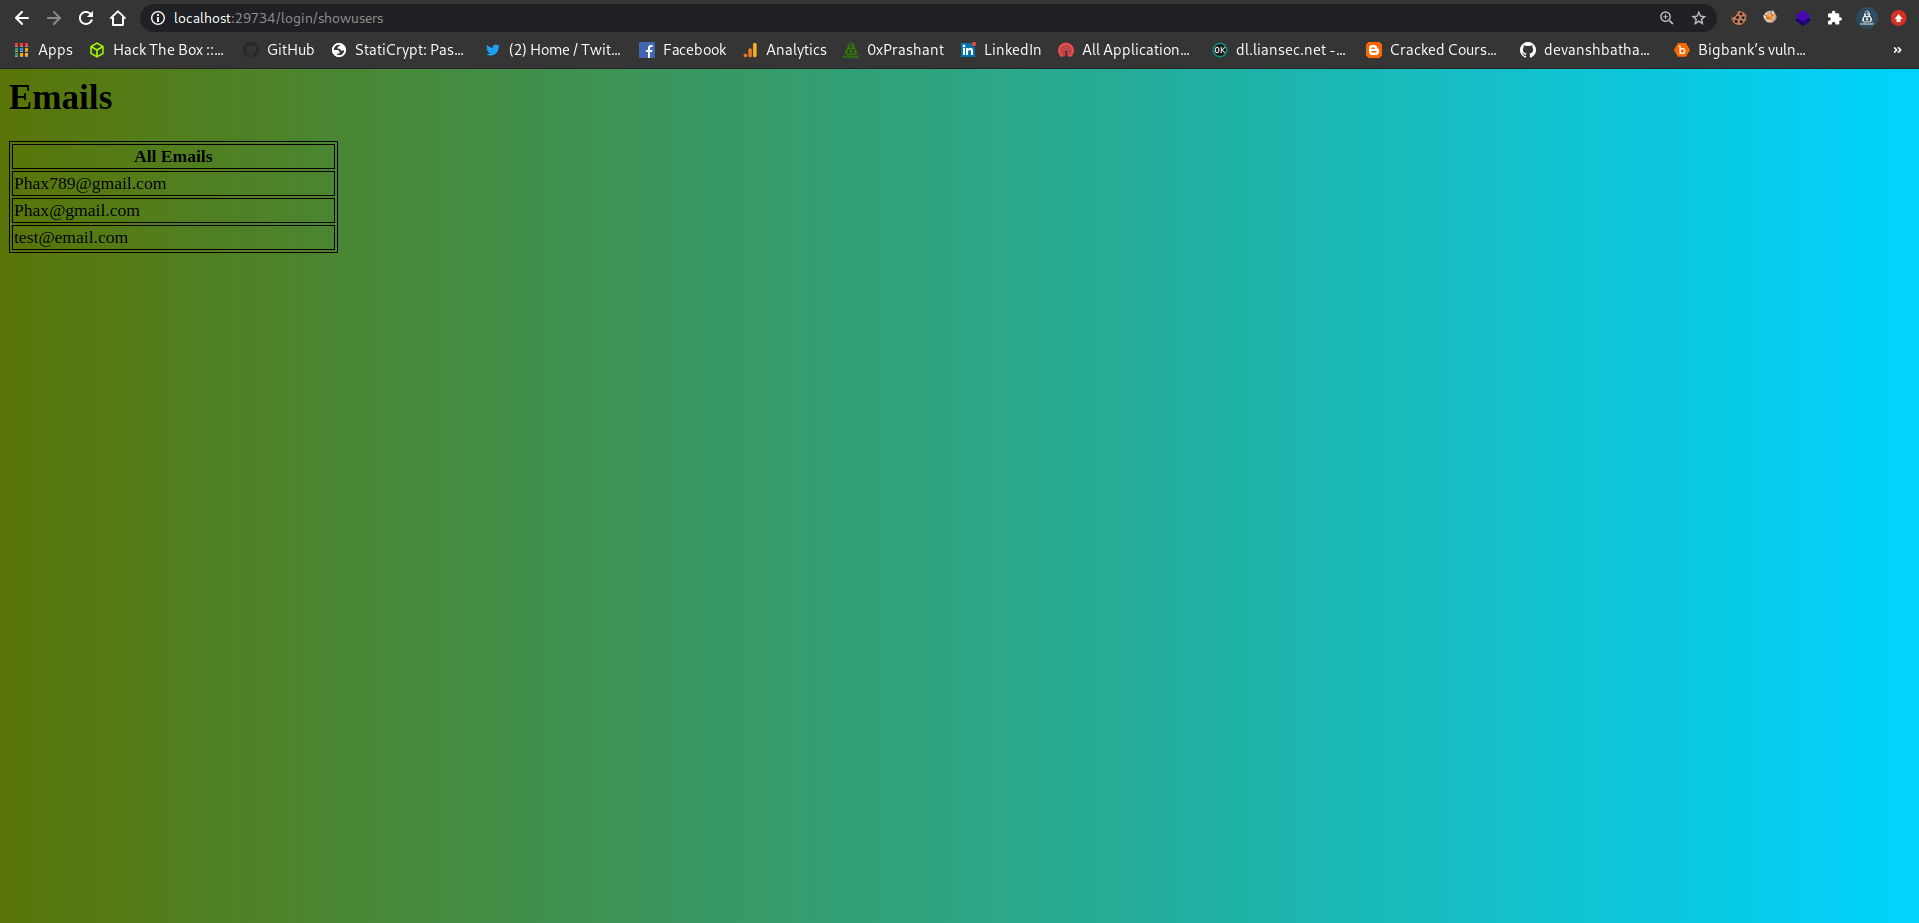 localhost:29734/login/showusers
Apps Hack The Box ::... GitHub StatiCrypt: Pas... (2) Home / Twit... Facebook Analytics 0xPrashant LinkedIn All Application... dl.liansec.net -... Cracked Cours... devanshbatha... Bigbank’s vuln... »
Emails
All Emails
Phax789@gmail.com
Phax@gmail.com
test@email.com